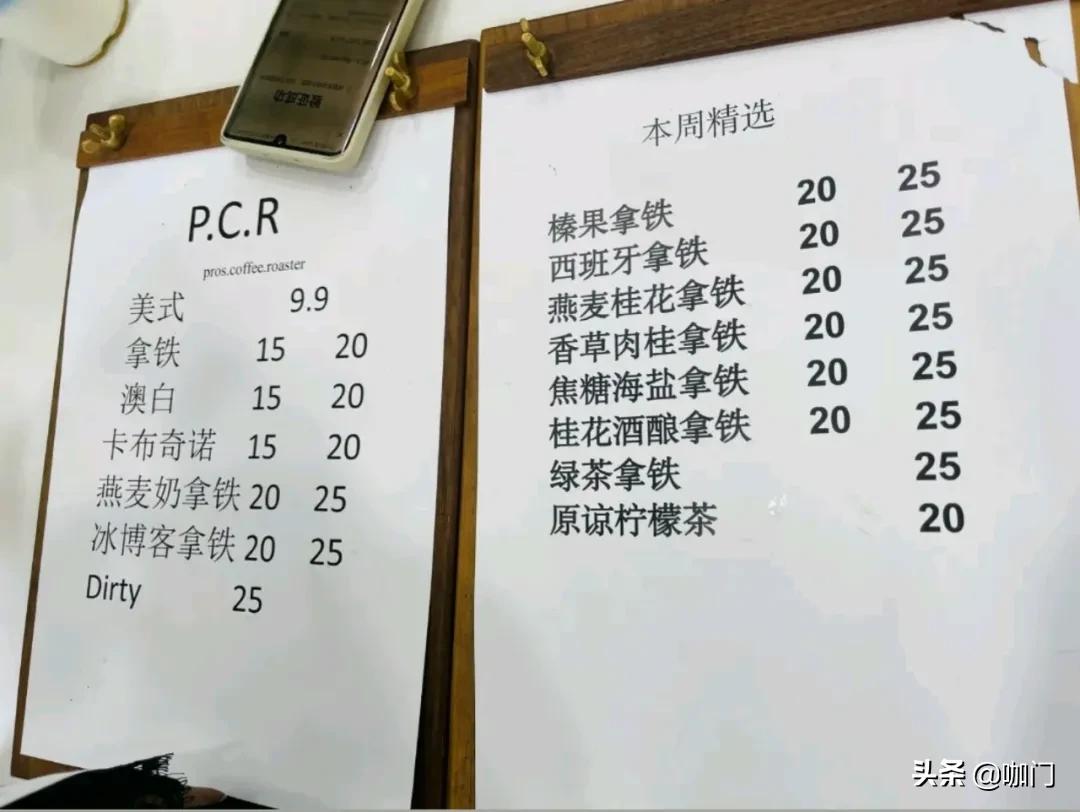 验证成功
P.C.R
pros.coffee.roaster
美式 9.9
拿铁 15 20
澳白 15 20
卡布奇诺 15 20
燕麦奶拿铁 20 25
冰博客拿铁 20 25
Dirty 25
本周精选
榛果拿铁 20 25
西班牙拿铁 20 25
燕麦桂花拿铁 20 25
香草肉桂拿铁 20 25
焦糖海盐拿铁 20 25
桂花酒酿拿铁 20 25
绿茶拿铁 25
原谅柠檬茶 20
头条 @咖门